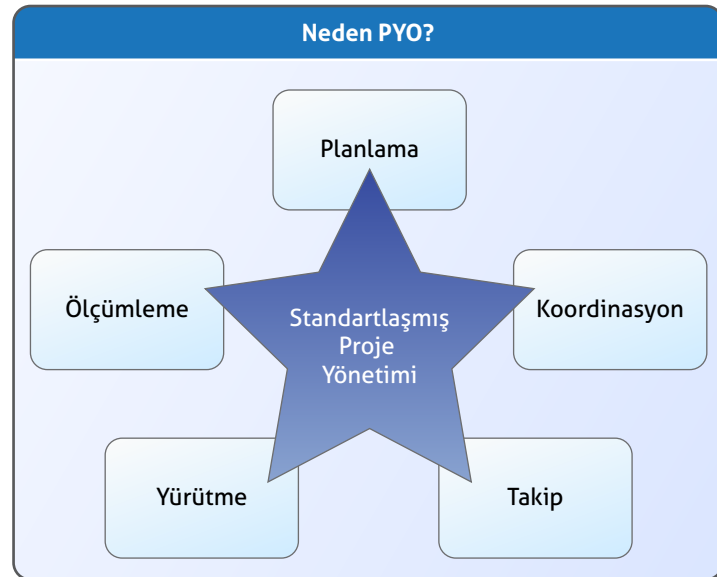 Neden PYO?
Planlama
Ölçümleme
Koordinasyon
Standartlaşmış
Proje
Yönetimi
Yürütme
Takip